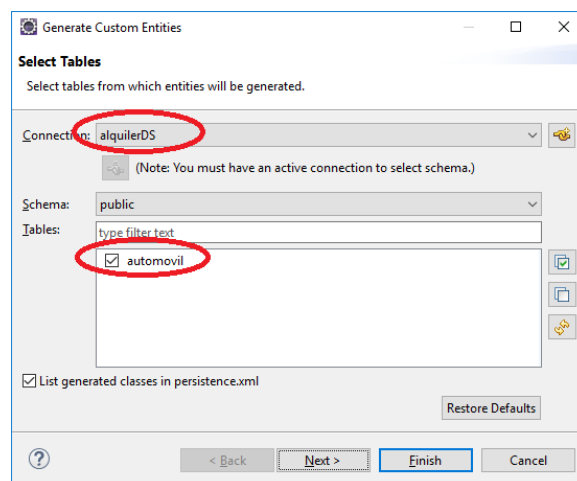 Generate Custom Entities
Select Tables
Select tables from which entities will be generated.
Connection: alquilerDS
(Note: You must have an active connection to select schema.)
Schema: public
Tables: type filter text
automovil
List generated classes in persistence.xml
Restore Defaults
? < Back Next > Finish Cancel